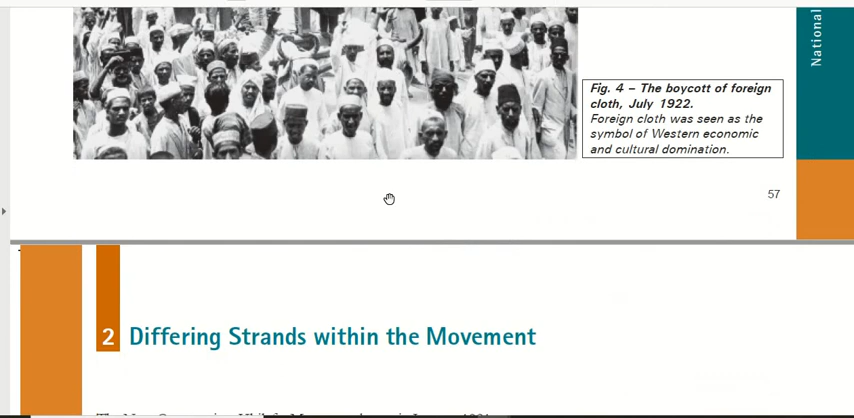 National
Fig. 4 – The boycott of foreign
cloth, July 1922.
Foreign cloth was seen as the
symbol of Western economic
and cultural domination.
57
2 Differing Strands within the Movement